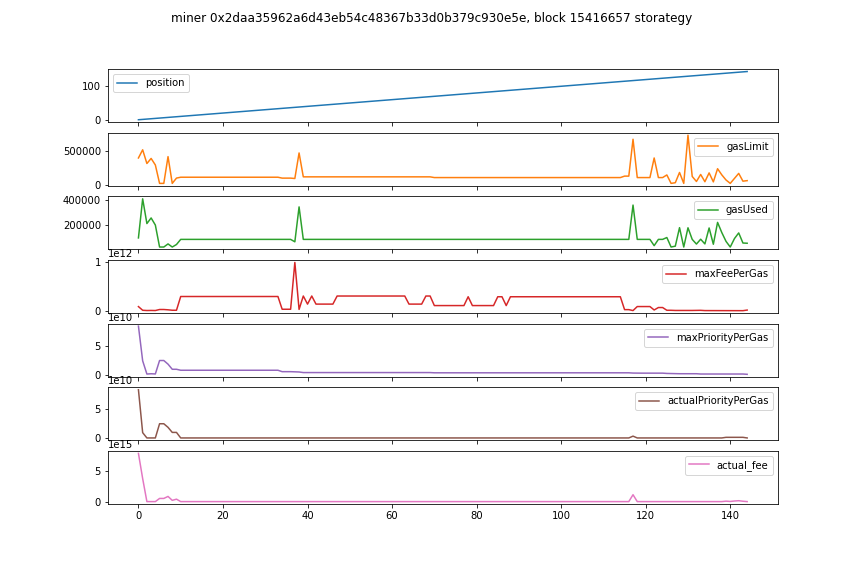 miner 0x2daa35962a6d43eb54c48367b33d0b379c930e5e, block 15416657 storategy
100
0
position
500000
0
gasLimit
400000
200000
gasUsed
1e12
1
0
maxFeePerGas
1e10
5
0
maxPriorityPerGas
1e10
5
0
actualPriorityPerGas
1e15
5
0
actual_fee
0 20 40 60 80 100 120 140